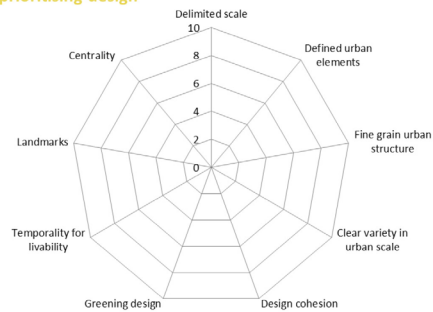 prioritising design
Delimited scale
10
8
6
4
2
0
Centrality
Defined urban
elements
Landmarks
Fine grain urban
structure
Temporality for
livability
Clear variety in
urban scale
Greening design
Design cohesion